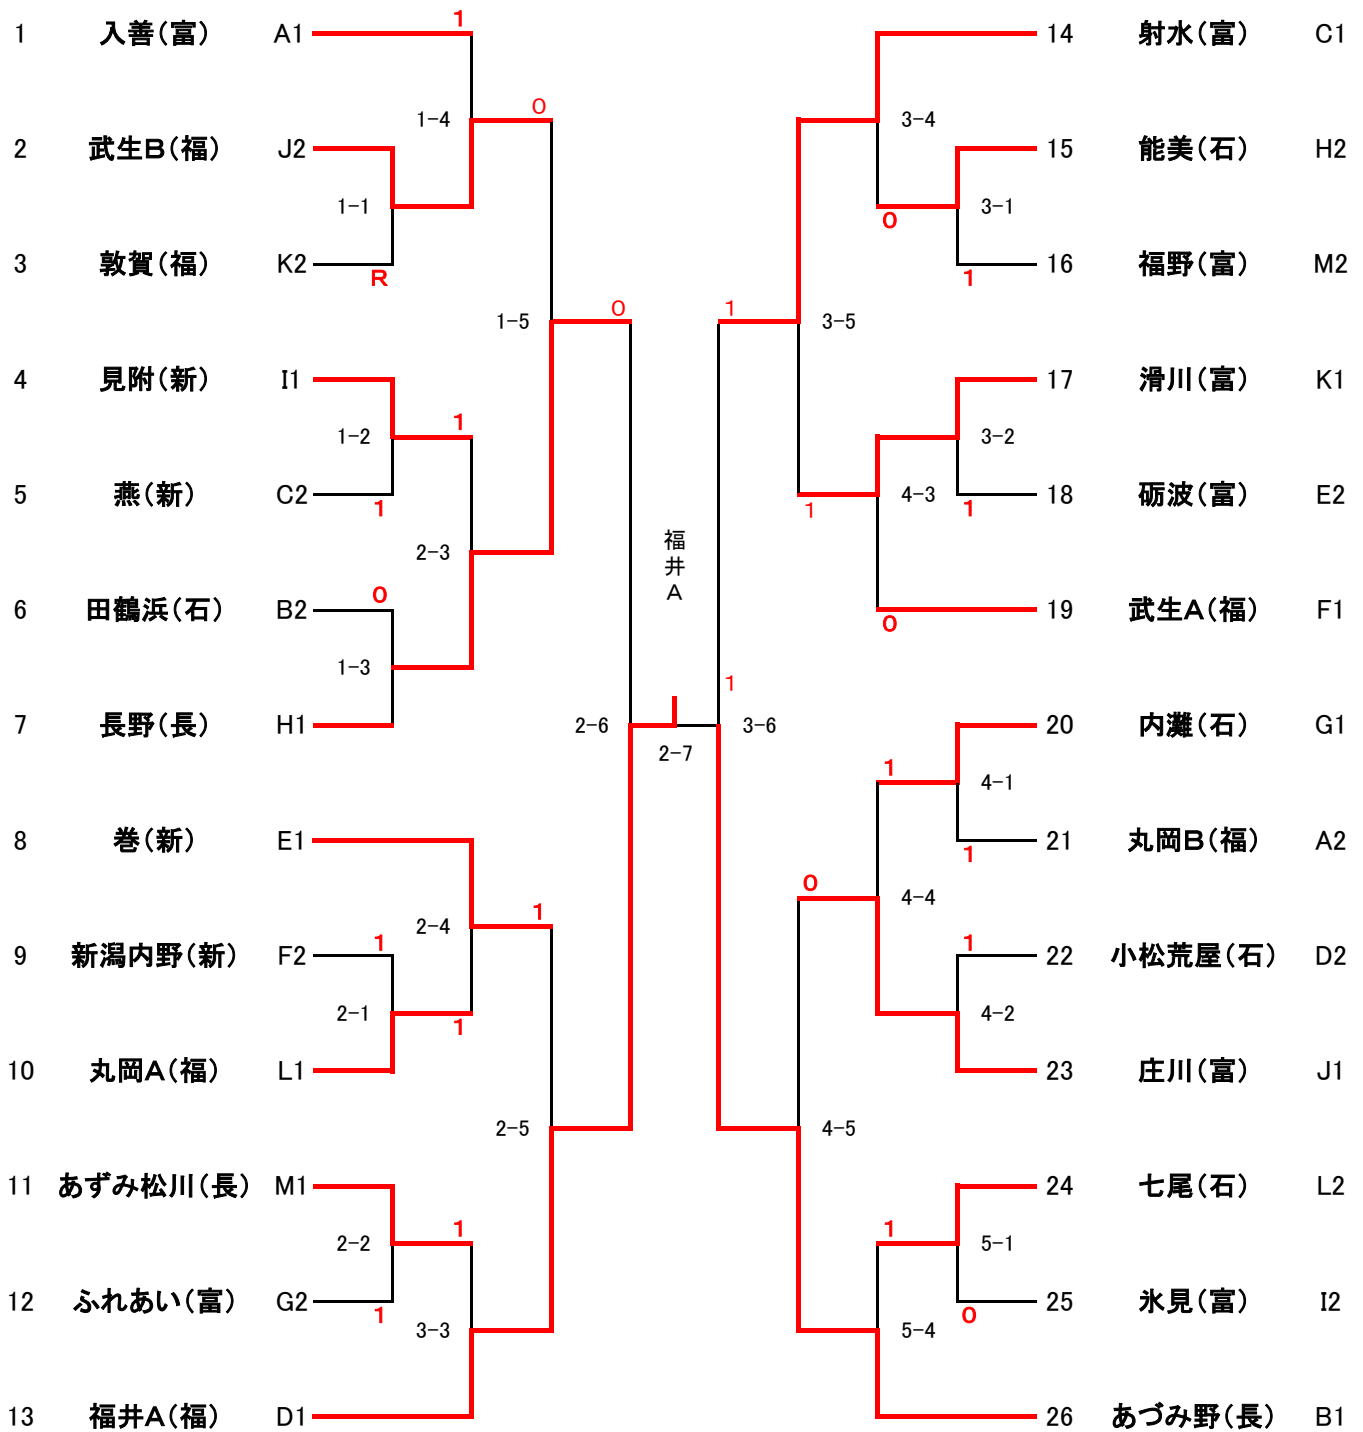 1 入善(富) A1 1
1-4 0
2 武生B(福) J2
1-1
3 敦賀(福) K2 R
1-5 0
4 見附(新) I1 1
1-2
5 燕(新) C2 1
2-3
6 田鶴浜(石) B2 0
1-3
7 長野(長) H1
2-6
8 巻(新) E1
2-4 1
9 新潟内野(新) F2 1
2-1 1
10 丸岡A(福) L1
2-5
11 あずみ松川(長) M1
2-2 1
12 ふれあい(富) G2 1
3-3
13 福井A(福) D1
福
井
A
2-7
14 射水(富) C1
3-4
15 能美(石) H2
0 3-1
16 福野(富) M2
1
1 3-5
17 滑川(富) K1
3-2
4-3
18 砺波(富) E2
1 1
19 武生A(福) F1
0
1
3-6
20 内灘(石) G1
1 4-1
21 丸岡B(福) A2
1
0 4-4
22 小松荒屋(石) D2
1
4-2
23 庄川(富) J1
4-5
24 七尾(石) L2
1 5-1
25 氷見(富) I2
0
5-4
26 あづみ野(長) B1